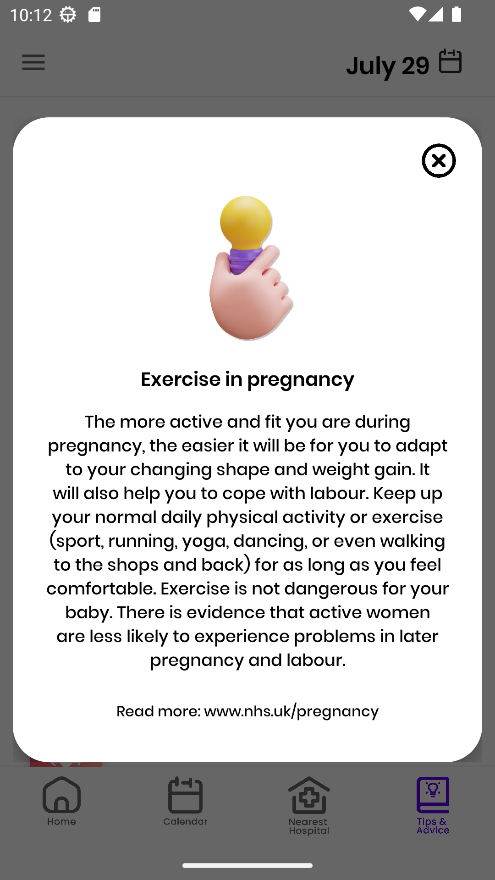 10:12
July 29
Exercise in pregnancy
The more active and fit you are during
pregnancy, the easier it will be for you to adapt
to your changing shape and weight gain. It
will also help you to cope with labour. Keep up
your normal daily physical activity or exercise
(sport, running, yoga, dancing, or even walking
to the shops and back) for as long as you feel
comfortable. Exercise is not dangerous for your
baby. There is evidence that active women
are less likely to experience problems in later
pregnancy and labour.
Read more: www.nhs.uk/pregnancy
Home
Calendar
Nearest
Hospital
Tips &
Advice